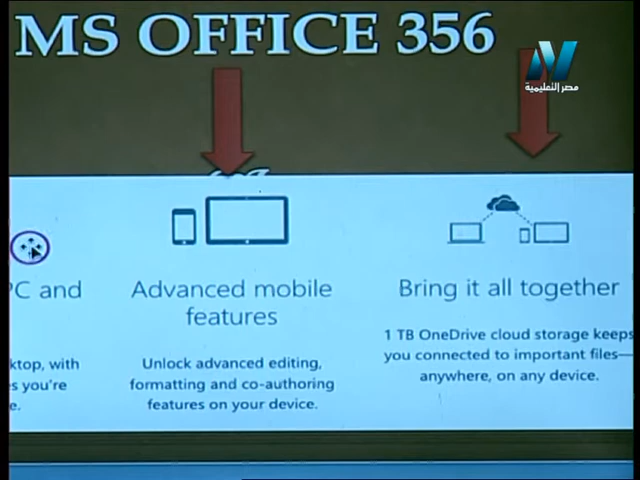 MS OFFICE 356
مصر التعليمية
PC and
ktop, with
s you're
e.
Advanced mobile
features
Unlock advanced editing,
formatting and co-authoring
features on your device.
Bring it all together
1 TB OneDrive cloud storage keeps
you connected to important files—
anywhere, on any device.